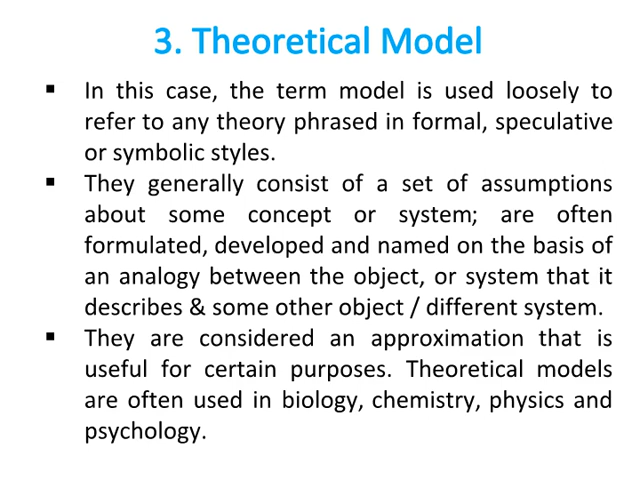 3. Theoretical Model
▪ In this case, the term model is used loosely to
refer to any theory phrased in formal, speculative
or symbolic styles.
▪ They generally consist of a set of assumptions
about some concept or system; are often
formulated, developed and named on the basis of
an analogy between the object, or system that it
describes & some other object / different system.
▪ They are considered an approximation that is
useful for certain purposes. Theoretical models
are often used in biology, chemistry, physics and
psychology.